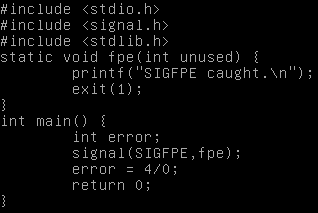 #include <stdio.h>
#include <signal.h>
#include <stdlib.h>
static void fpe(int unused) {
        printf("SIGFPE caught.\n");
        exit(1);
}
int main() {
        int error;
        signal(SIGFPE,fpe);
        error = 4/0;
        return 0;
}